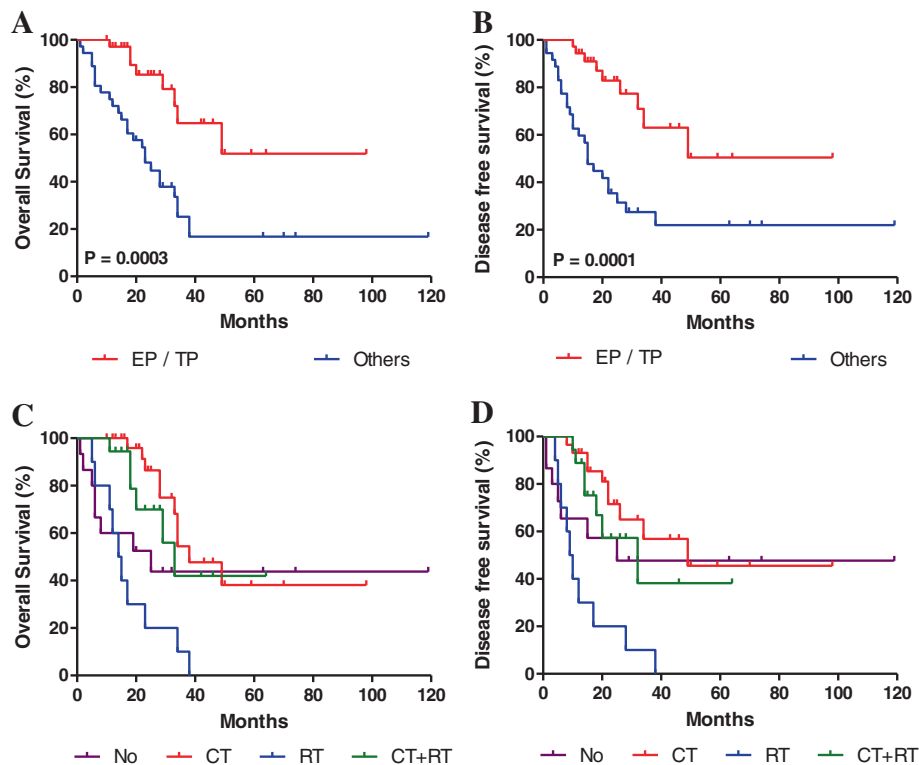 A
Overall Survival (%)
100
80
60
40
20
0
P = 0.0003
0 20 40 60 80 100 120
Months
EP / TP Others
B
Disease free survival (%)
100
80
60
40
20
0
P = 0.0001
0 20 40 60 80 100 120
Months
EP / TP Others
C
Overall Survival (%)
100
80
60
40
20
0
0 20 40 60 80 100 120
Months
No CT RT CT+RT
D
Disease free survival (%)
100
80
60
40
20
0
0 20 40 60 80 100 120
Months
No CT RT CT+RT